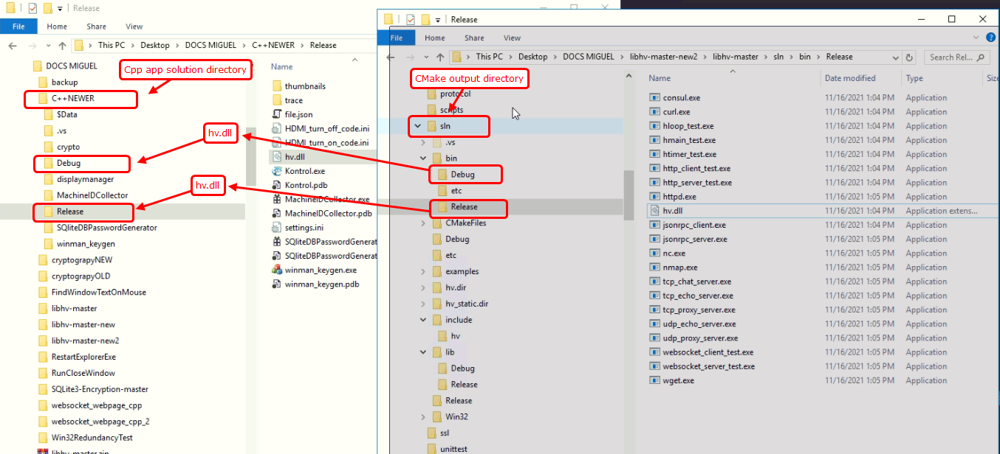 Release
File
Home
Share
View
This PC
Desktop
DOCS MIGUEL
C++NEWER
Release
DOCS MIGUEL
backup
C++NEWER
$Data
.vs
crypto
Debug
displaymanager
MachineIDCollector
Release
SQliteDBPasswordGenerator
winman_keygen
cryptograpyNEW
cryptograpyOLD
FindWindowTextOnMouse
libhv-master
libhv-master-new
libhv-master-new2
RestartExplorerExe
RunCloseWindow
SQLite3-Encryption-master
websocket_webpage_cpp
websocket_webpage_cpp_2
Win32RedundancyTest
libhv-master.zip
Cpp app solution directory
hv.dll
hv.dll
Name
thumbnails
trace
file.json
HDMI_turn_off_code.ini
HDMI_turn_on_code.ini
hv.dll
Kontrol.exe
Kontrol.pdb
MachineIDCollector.exe
MachineIDCollector.pdb
settings.ini
SQliteDBPasswordGenerat
SQliteDBPasswordGenerat
winman_keygen.exe
winman_keygen.pdb
Release
File
Home
Share
View
This PC
Desktop
DOCS MIGUEL
libhv-master-new2
libhv-master
sln
bin
Release
Search Rel...
CMake output directory
protocol
scripts
sln
.vs
bin
Debug
etc
Release
CMakeFiles
Debug
etc
examples
hv.dir
hv_static.dir
include
hv
lib
Debug
Release
Release
Win32
ssl
unittest
Name Date modified Type Size
consul.exe 11/16/2021 1:04 PM Application
curl.exe 11/16/2021 1:04 PM Application
hloop_test.exe 11/16/2021 1:04 PM Application
hmain_test.exe 11/16/2021 1:04 PM Application
htimer_test.exe 11/16/2021 1:04 PM Application
http_client_test.exe 11/16/2021 1:04 PM Application
http_server_test.exe 11/16/2021 1:04 PM Application
httpd.exe 11/16/2021 1:04 PM Application
hv.dll 11/16/2021 1:04 PM Application extens...
jsonrpc_client.exe 11/16/2021 1:04 PM Application
jsonrpc_server.exe 11/16/2021 1:04 PM Application
nc.exe 11/16/2021 1:04 PM Application
nmap.exe 11/16/2021 1:04 PM Application
tcp_chat_server.exe 11/16/2021 1:05 PM Application
tcp_echo_server.exe 11/16/2021 1:05 PM Application
tcp_proxy_server.exe 11/16/2021 1:05 PM Application
udp_echo_server.exe 11/16/2021 1:05 PM Application
udp_proxy_server.exe 11/16/2021 1:05 PM Application
websocket_client_test.exe 11/16/2021 1:05 PM Application
websocket_server_test.exe 11/16/2021 1:05 PM Application
wget.exe 11/16/2021 1:05 PM Application